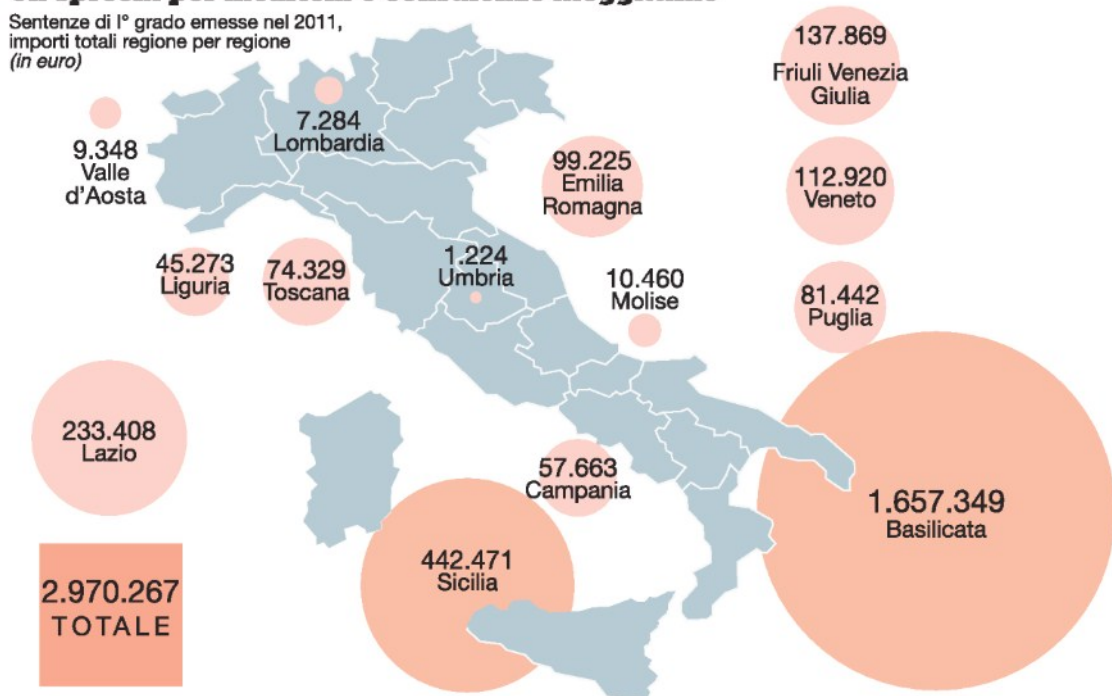 Sentenze di I° grado emesse nel 2011,
importi totali regione per regione
(in euro)
137.869
Friuli Venezia
Giulia
7.284
Lombardia
9.348
Valle
d'Aosta
99.225
Emilia
Romagna
112.920
Veneto
45.273
Liguria
74.329
Toscana
1.224
Umbria
10.460
Molise
81.442
Puglia
233.408
Lazio
57.663
Campania
1.657.349
Basilicata
442.471
Sicilia
2.970.267
TOTALE